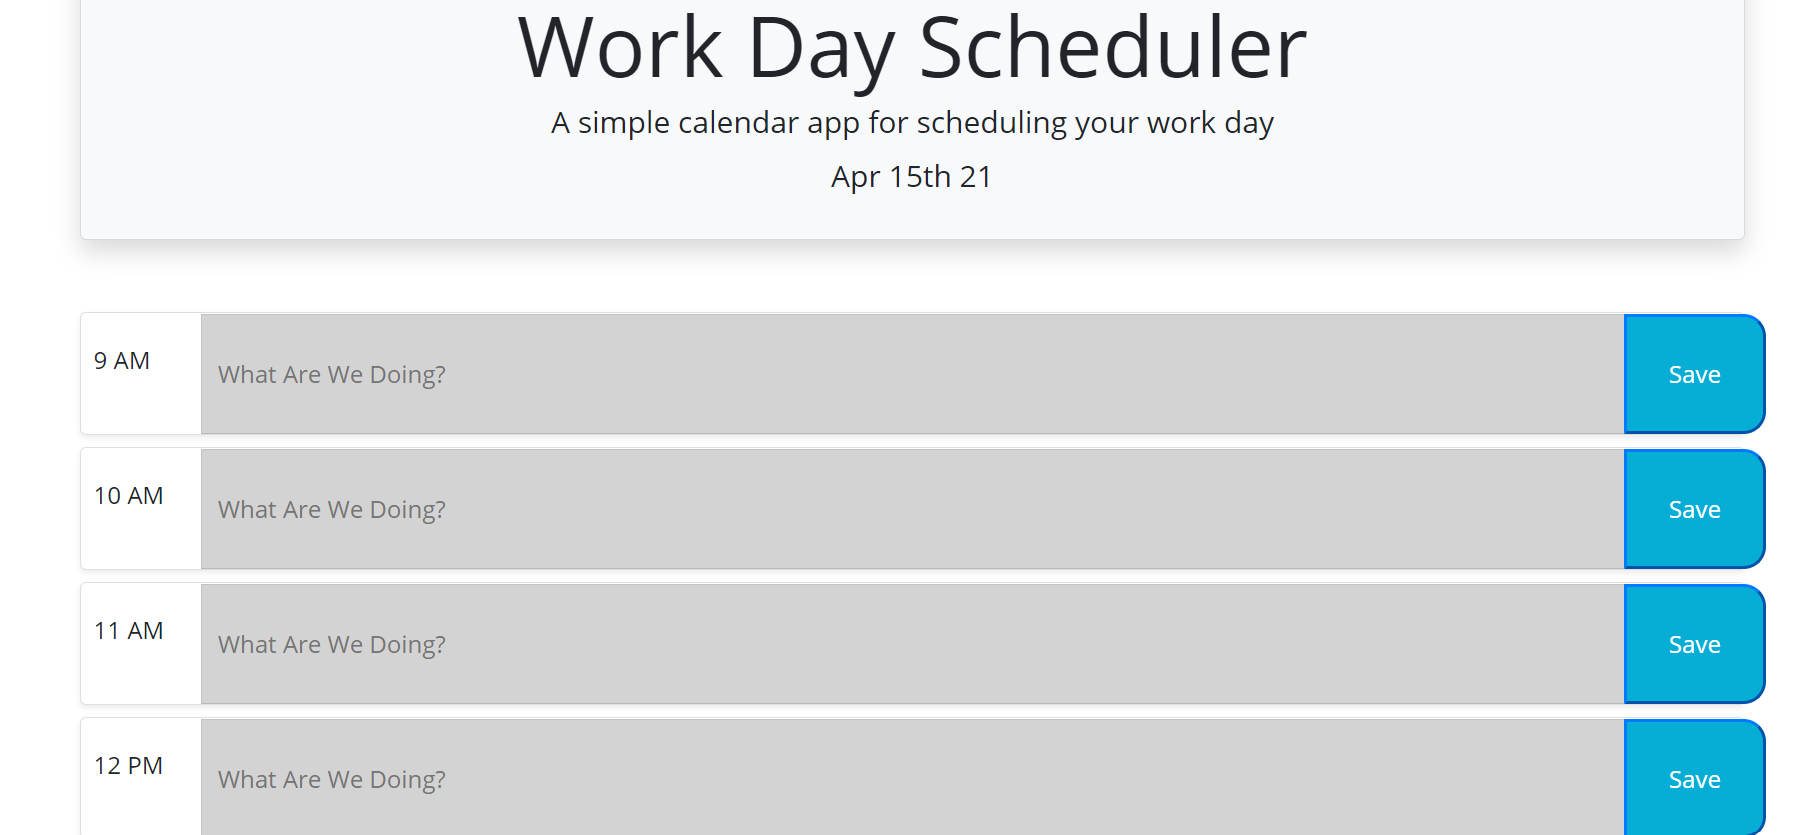 Work Day Scheduler
A simple calendar app for scheduling your work day
Apr 15th 21
9 AM
What Are We Doing?
Save
10 AM
What Are We Doing?
Save
11 AM
What Are We Doing?
Save
12 PM
What Are We Doing?
Save